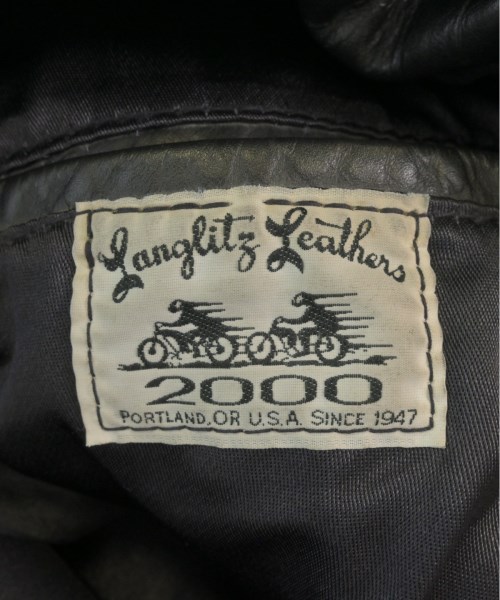 Langlitz Leathers
2000
PORTLAND, OR U.S.A. SINCE 1947